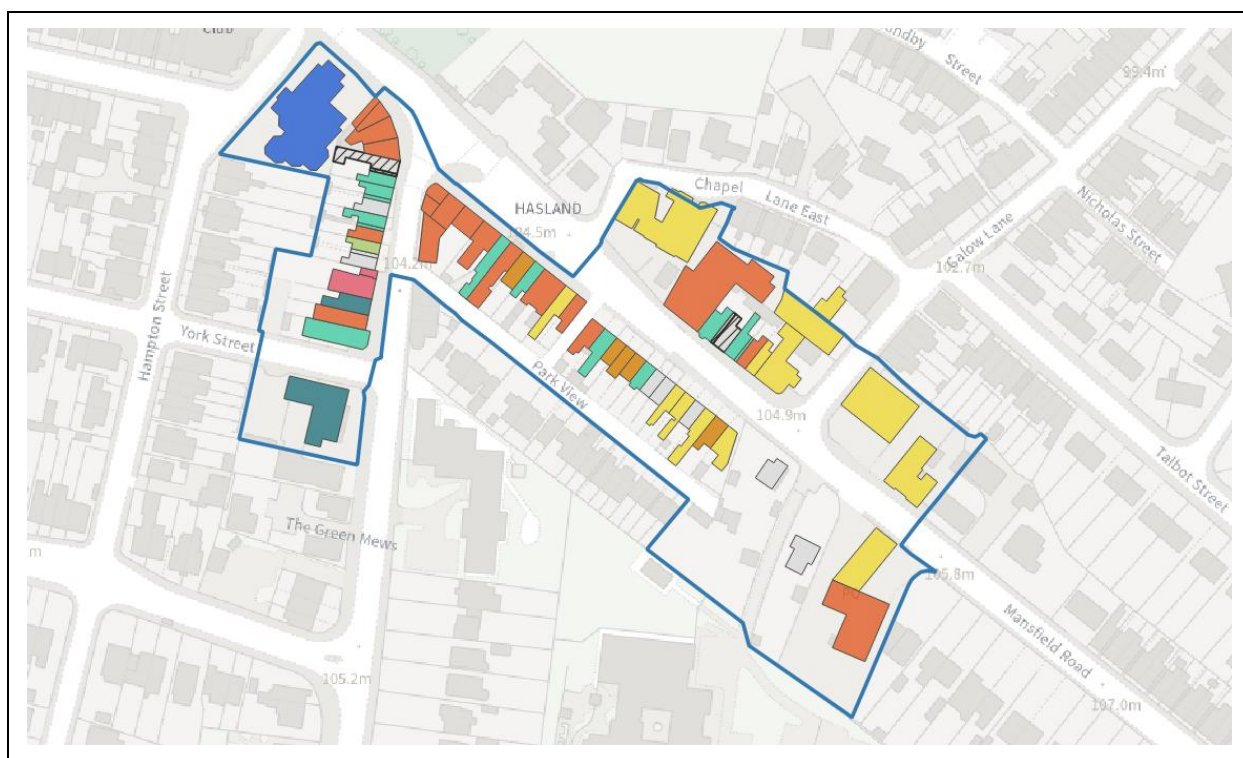 Club
Street
99.4m
Chapel
Lane East
HASLAND
104.5m
Nicholas Street
Galow Lane
102.7m
104.2m
Hampton Street
York Street
Park View
104.9m
Talbot Street
The Green Mews
m
105.8m
PO
Mansfield Road
105.2m
107.0m